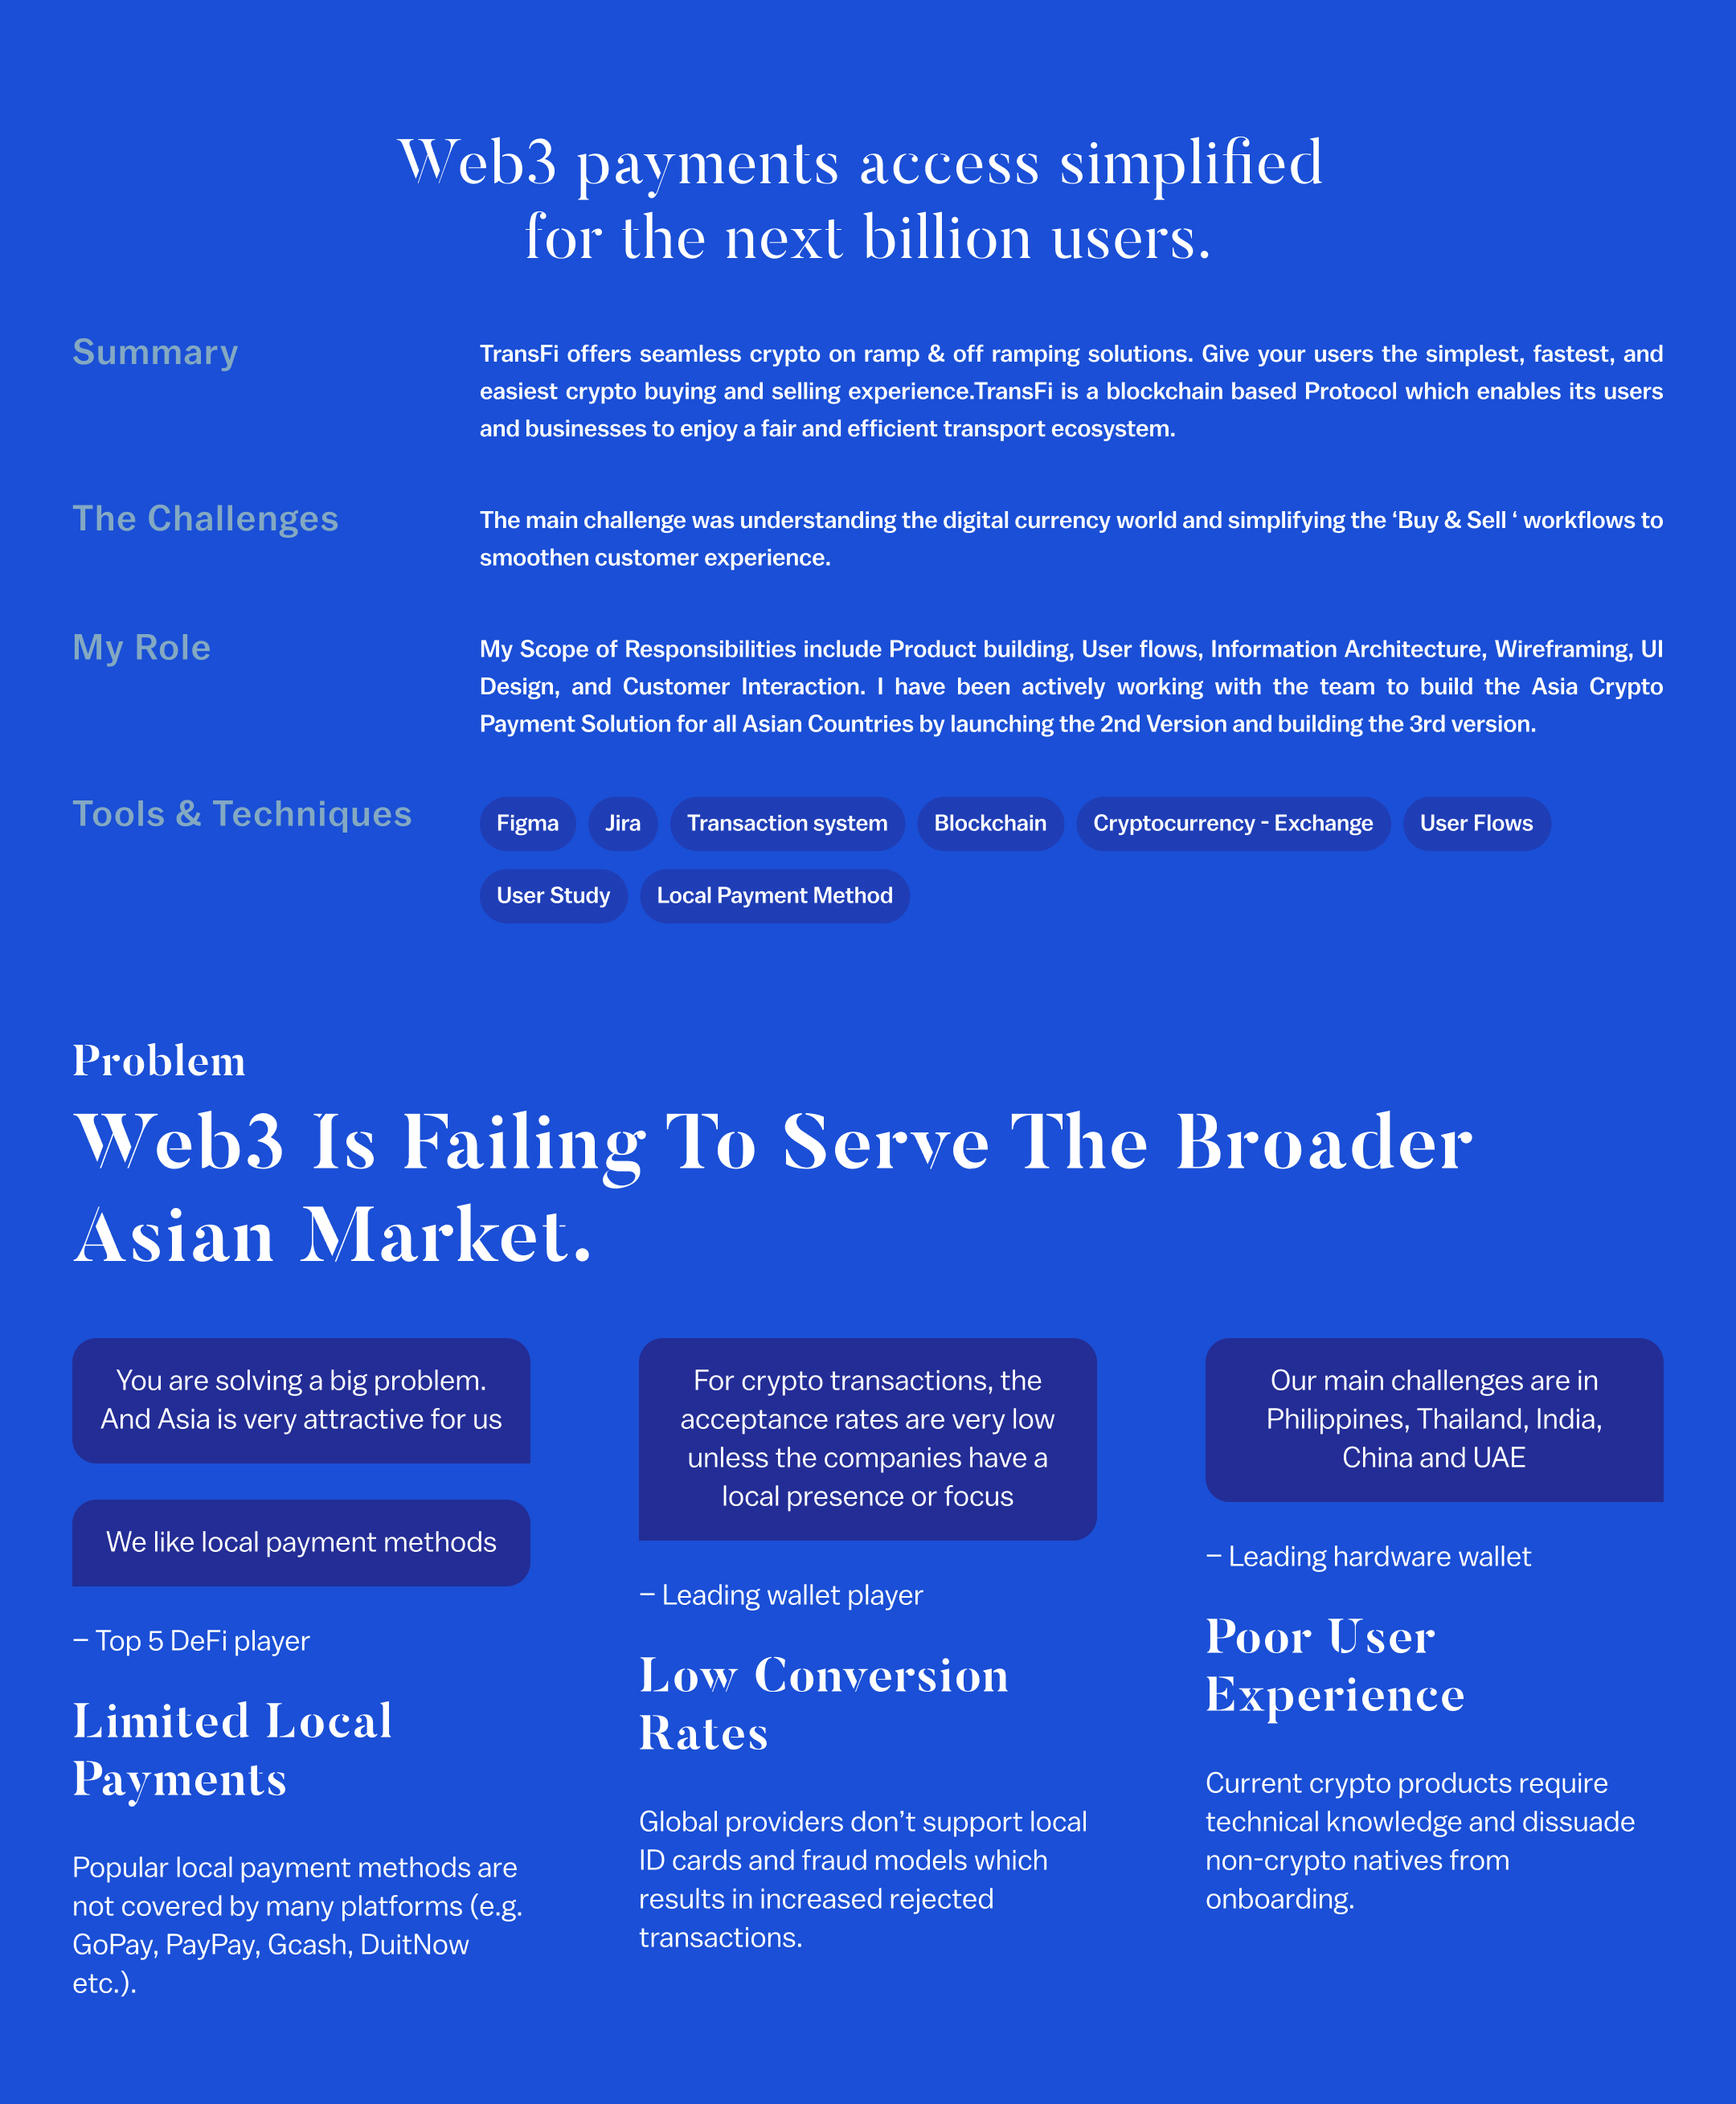 Web3 payments access simplified
for the next billion users.
Summary
TransFi offers seamless crypto on ramp & off ramping solutions. Give your users the simplest, fastest, and
easiest crypto buying and selling experience.TransFi is a blockchain based Protocol which enables its users
and businesses to enjoy a fair and efficient transport ecosystem.
The Challenges
The main challenge was understanding the digital currency world and simplifying the ‘Buy & Sell ‘ workflows to
smoothen customer experience.
My Role
My Scope of Responsibilities include Product building, User flows, Information Architecture, Wireframing, UI
Design, and Customer Interaction. I have been actively working with the team to build the Asia Crypto
Payment Solution for all Asian Countries by launching the 2nd Version and building the 3rd version.
Tools & Techniques
Figma Jira Transaction system Blockchain Cryptocurrency - Exchange User Flows
User Study Local Payment Method
Problem
Web3 Is Failing To Serve The Broader
Asian Market.
You are solving a big problem.
And Asia is very attractive for us
We like local payment methods
– Top 5 DeFi player
Limited Local
Payments
Popular local payment methods are
not covered by many platforms (e.g.
GoPay, PayPay, Gcash, DuitNow
etc.).
For crypto transactions, the
acceptance rates are very low
unless the companies have a
local presence or focus
– Leading wallet player
Low Conversion
Rates
Global providers don’t support local
ID cards and fraud models which
results in increased rejected
transactions.
Our main challenges are in
Philippines, Thailand, India,
China and UAE
– Leading hardware wallet
Poor User
Experience
Current crypto products require
technical knowledge and dissuade
non-crypto natives from
onboarding.